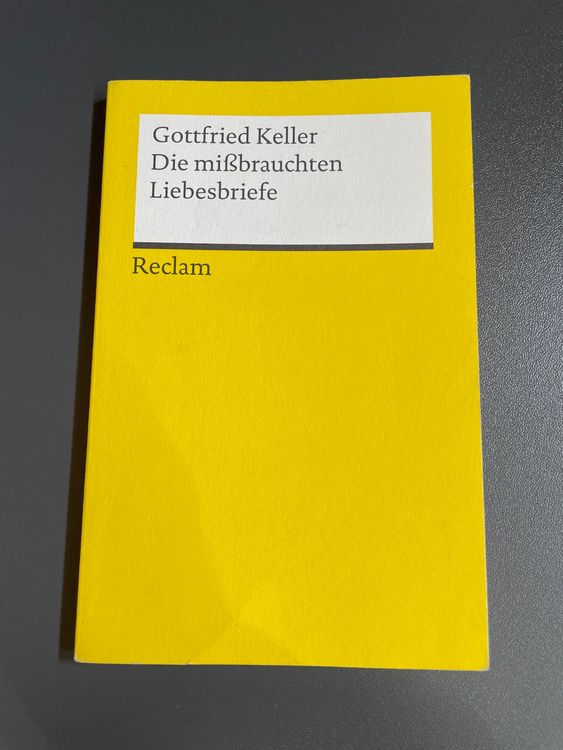 Gottfried Keller
Die mißbrauchten
Liebesbriefe
Reclam